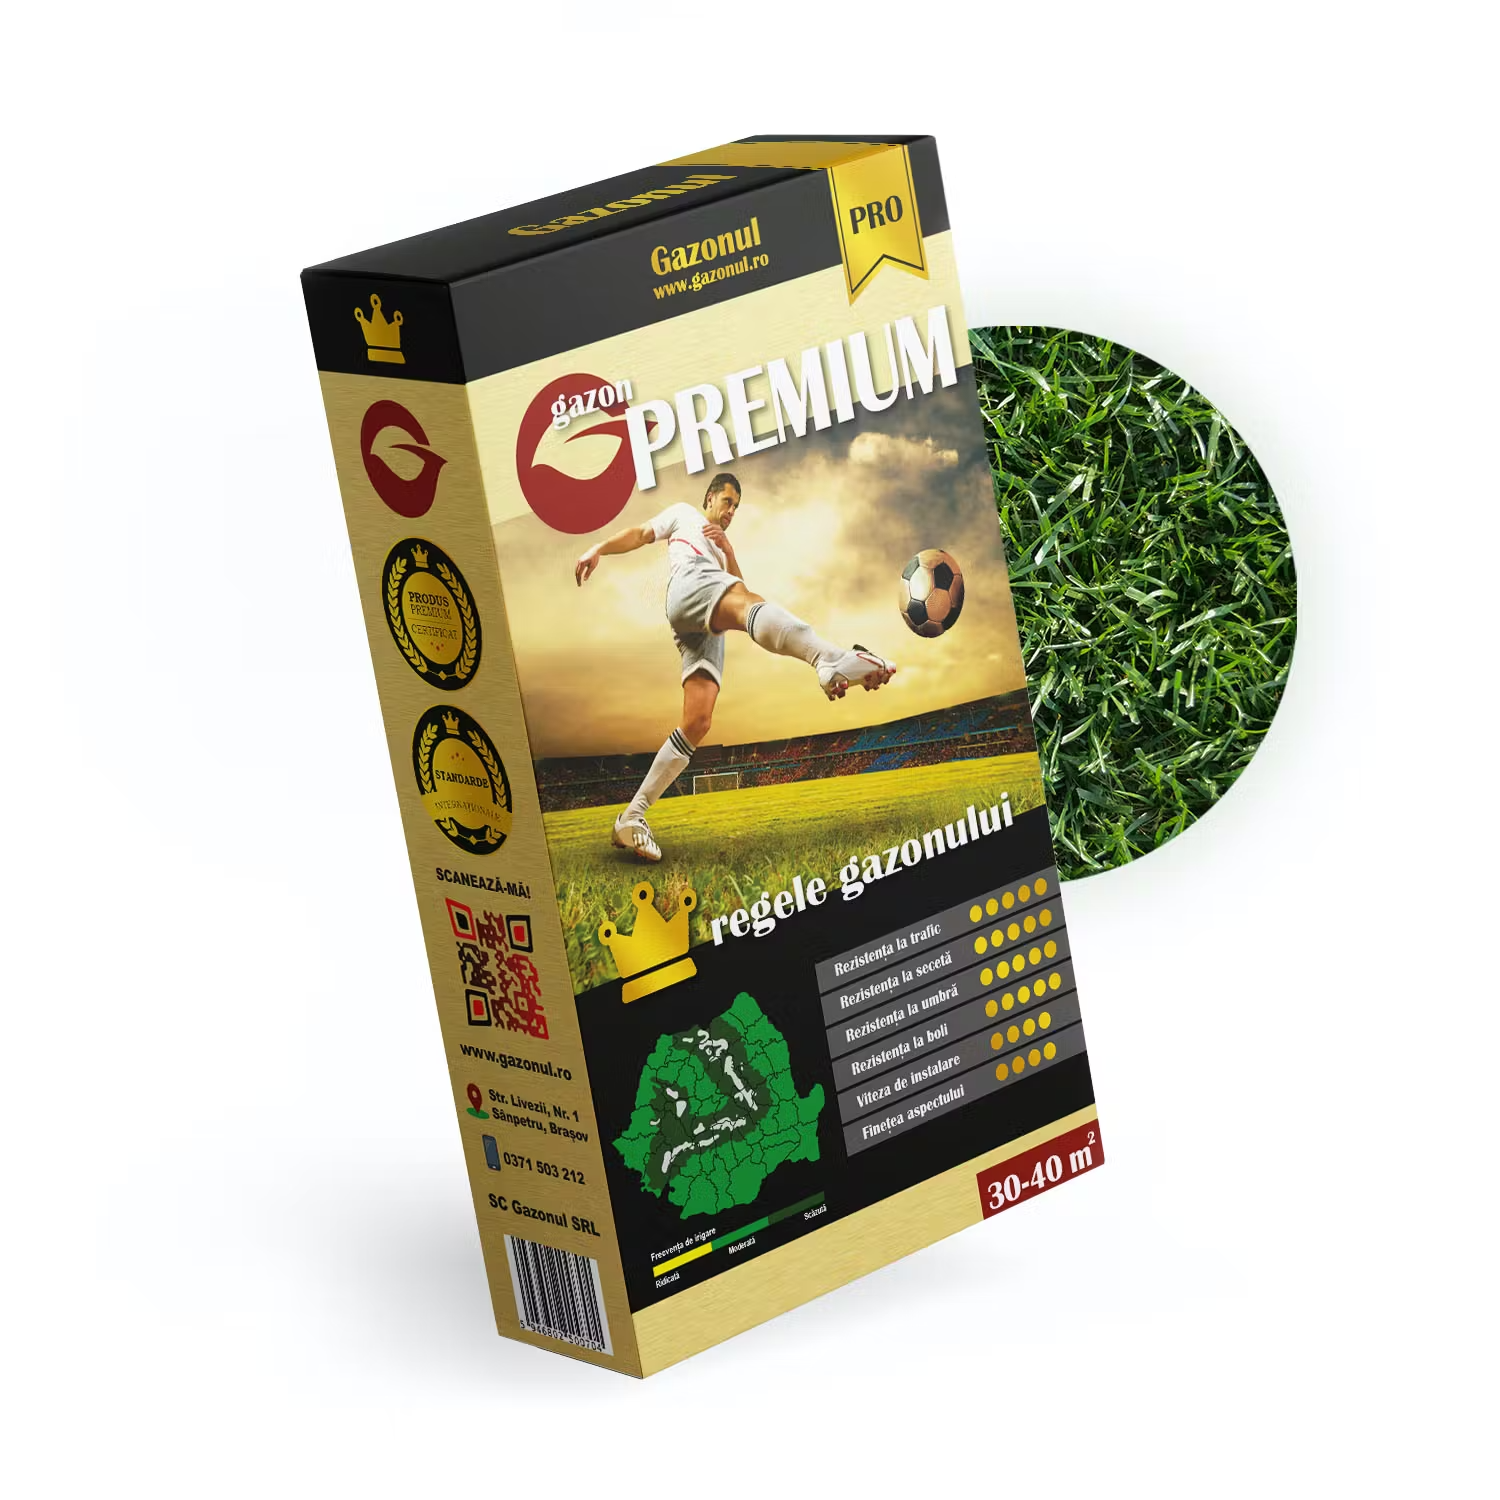 Gazonul
Gazonul
www.gazonul.ro
PRO
gazon
PREMIUM
regele gazonului
Rezistența la trafic
Rezistența la secetă
Rezistența la umbră
Rezistența la boli
Viteza de instalare
Finețea aspectului
30-40 m²
Frecvența de irigare
Ridicată
Moderată
Scăzută
PRODUS
PREMIUM
CERTIFICAT
STANDARDE
INTERNAȚIONALE
SCANEAZĂ-MĂ!
www.gazonul.ro
Str. Livezii, Nr. 1
Sânpetru, Brașov
0371 503 212
SC Gazonul SRL
5 946802 500704